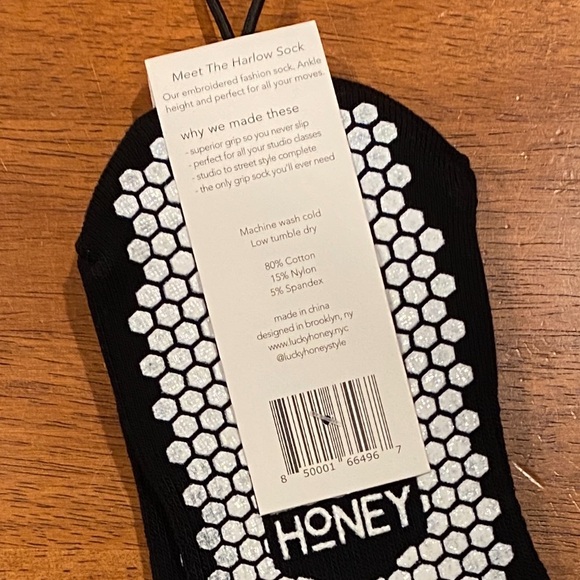 Meet The Harlow Sock
Our embroidered fashion sock. Ankle
height and perfect for all your moves.
why we made these
- superior grip so you never slip
- perfect for all your studio classes
- studio to street style complete
- the only grip sock you'll ever need
Machine wash cold
Low tumble dry
80% Cotton
15% Nylon
5% Spandex
made in china
designed in brooklyn, ny
www.luckyhoney.nyc
@luckyhoneystyle
8 50001 66496 7
HONEY